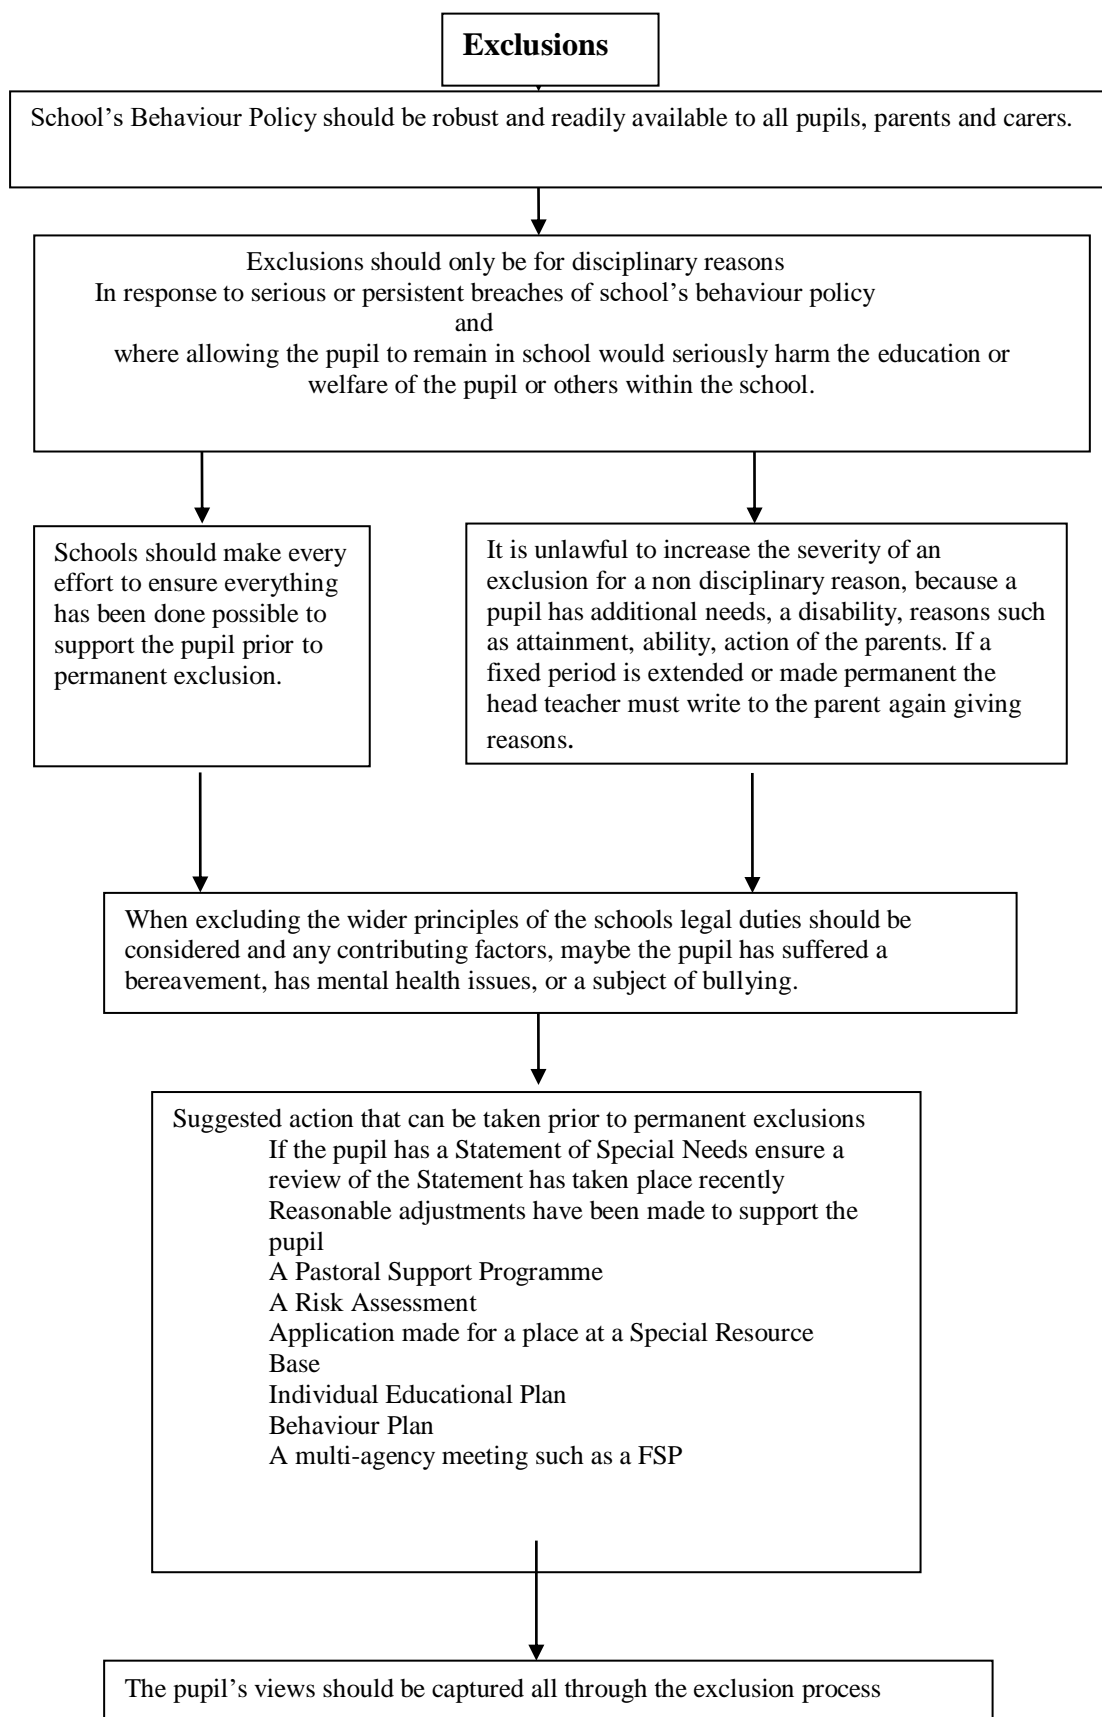 Exclusions
School’s Behaviour Policy should be robust and readily available to all pupils, parents and carers.
Exclusions should only be for disciplinary reasons
In response to serious or persistent breaches of school’s behaviour policy
and
where allowing the pupil to remain in school would seriously harm the education or
welfare of the pupil or others within the school.
Schools should make every
effort to ensure everything
has been done possible to
support the pupil prior to
permanent exclusion.
It is unlawful to increase the severity of an
exclusion for a non disciplinary reason, because a
pupil has additional needs, a disability, reasons such
as attainment, ability, action of the parents. If a
fixed period is extended or made permanent the
head teacher must write to the parent again giving
reasons.
When excluding the wider principles of the schools legal duties should be
considered and any contributing factors, maybe the pupil has suffered a
bereavement, has mental health issues, or a subject of bullying.
Suggested action that can be taken prior to permanent exclusions
If the pupil has a Statement of Special Needs ensure a
review of the Statement has taken place recently
Reasonable adjustments have been made to support the
pupil
A Pastoral Support Programme
A Risk Assessment
Application made for a place at a Special Resource
Base
Individual Educational Plan
Behaviour Plan
A multi-agency meeting such as a FSP
The pupil’s views should be captured all through the exclusion process